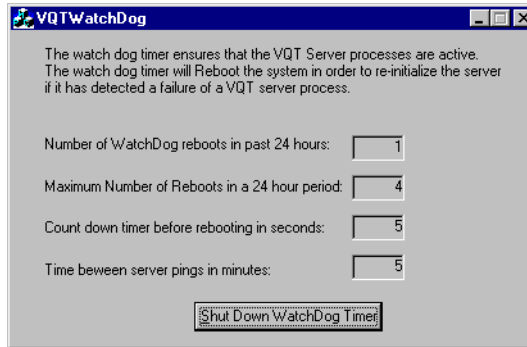 VQTWatchDog
The watch dog timer ensures that the VQT Server processes are active.
The watch dog timer will Reboot the system in order to re-initialize the server
if it has detected a failure of a VQT server process.
Number of WatchDog reboots in past 24 hours: 1
Maximum Number of Reboots in a 24 hour period: 4
Count down timer before rebooting in seconds: 5
Time beween server pings in minutes: 5
Shut Down WatchDog Timer